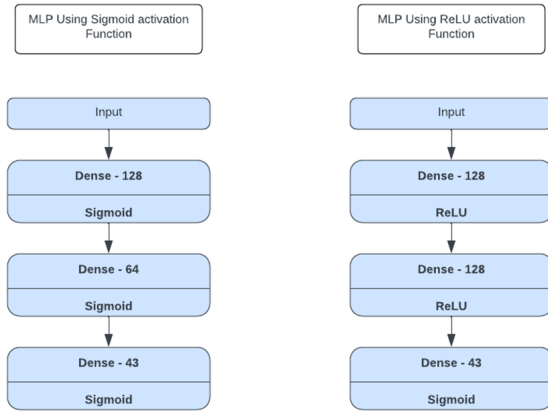 MLP Using Sigmoid activation
Function
Input
Dense - 128
Sigmoid
Dense - 64
Sigmoid
Dense - 43
Sigmoid
MLP Using ReLU activation
Function
Input
Dense - 128
ReLU
Dense - 128
ReLU
Dense - 43
Sigmoid